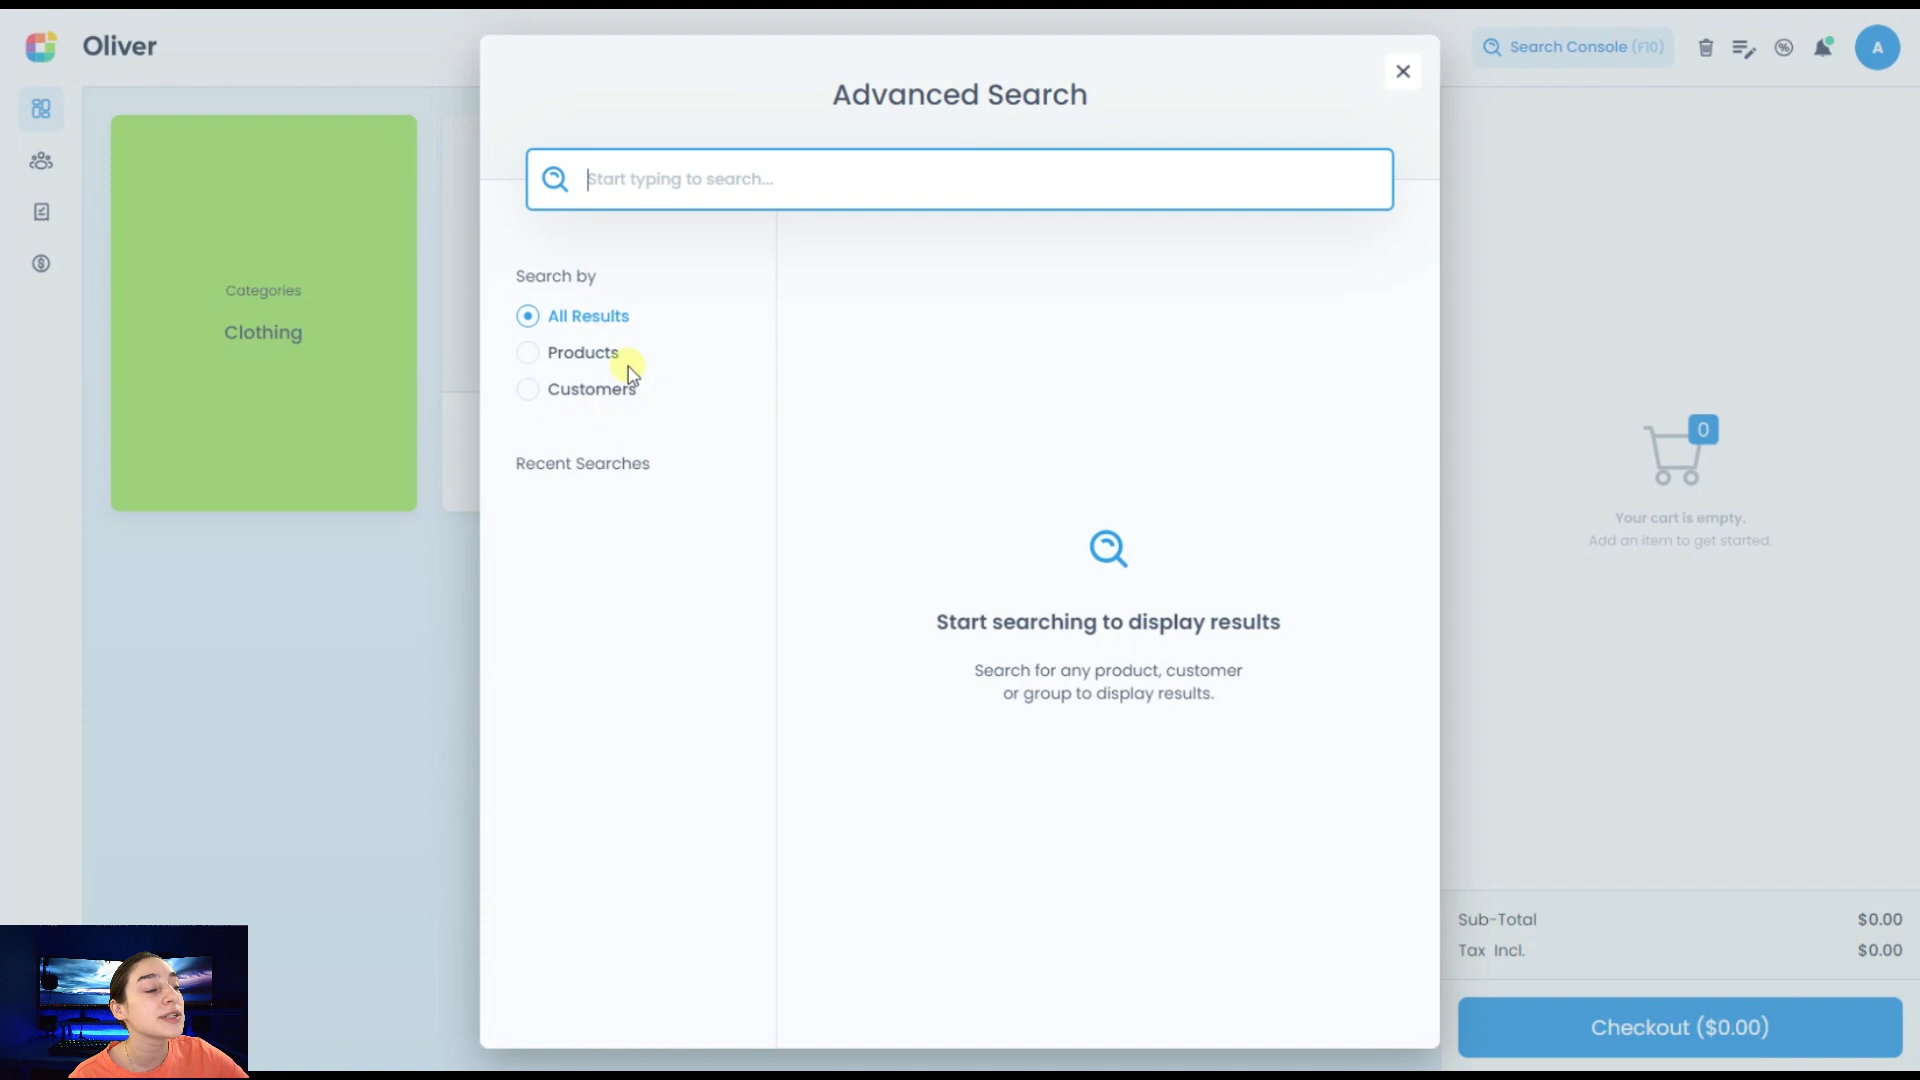 Oliver
Search Console (F10)
A
Advanced Search
Start typing to search...
Search by
All Results
Products
Customers
Recent Searches
Categories
Clothing
Start searching to display results
Search for any product, customer
or group to display results.
0
Your cart is empty.
Add an item to get started.
Sub-Total $0.00
Tax Incl. $0.00
Checkout ($0.00)